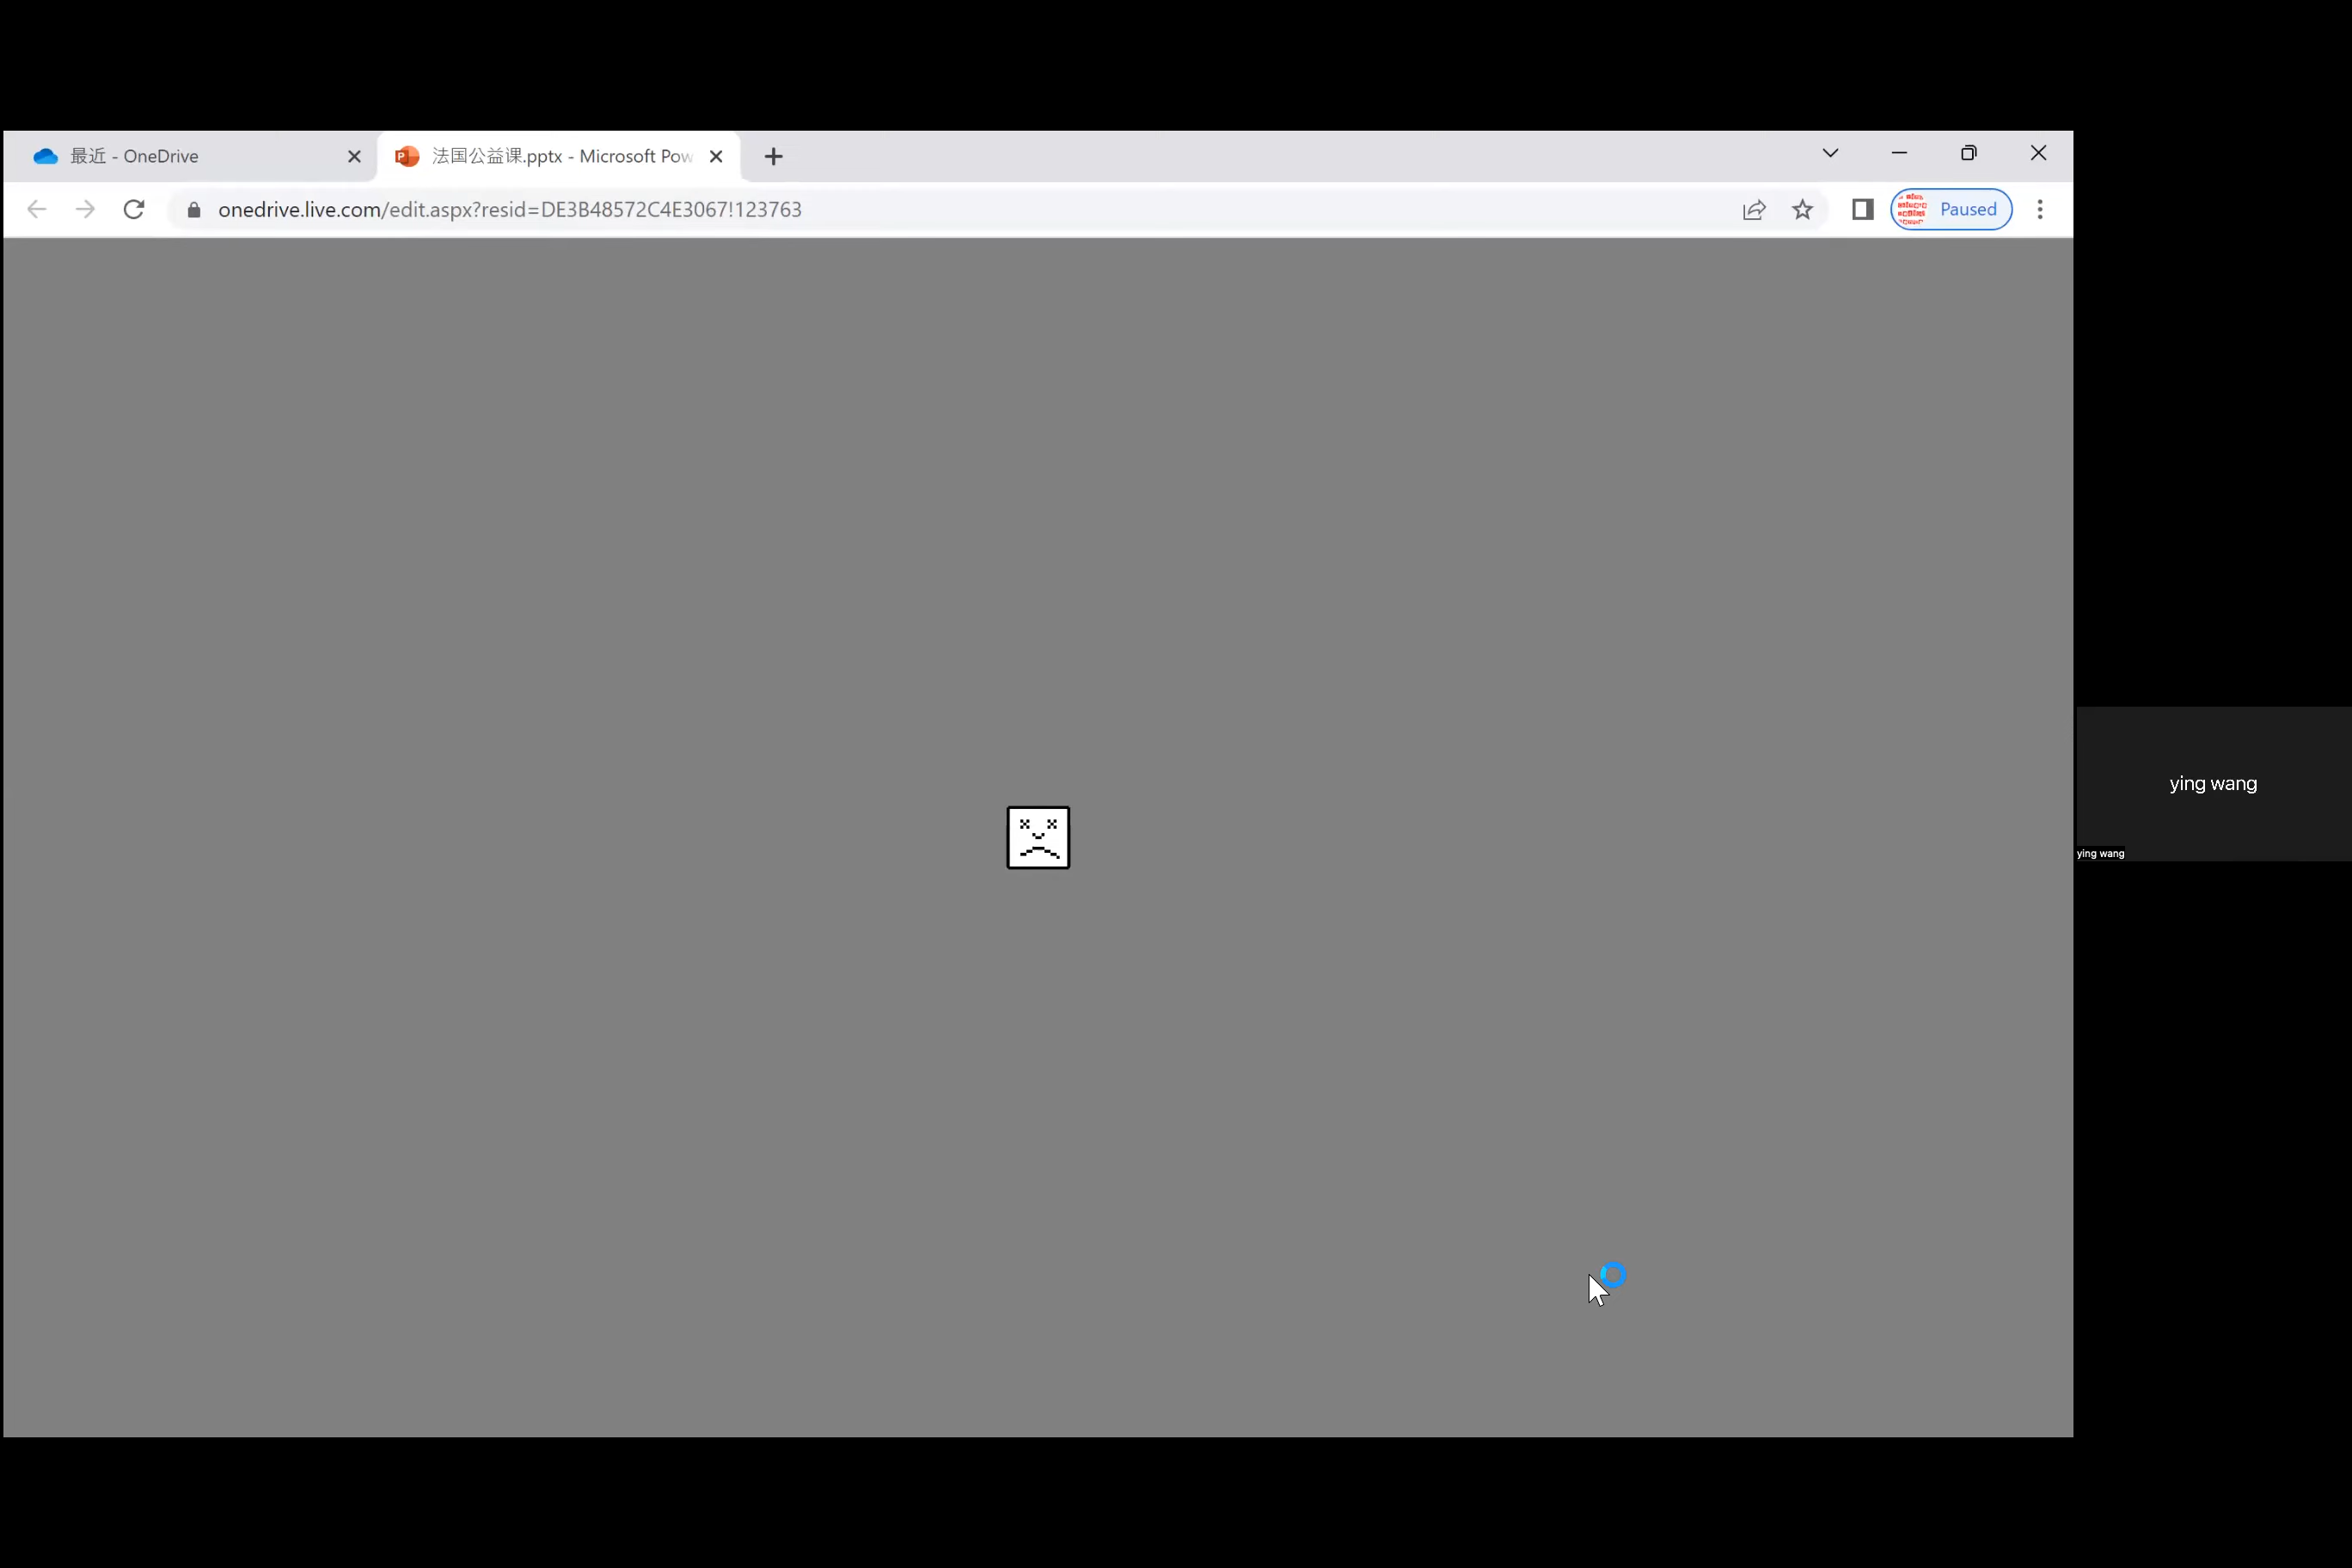 最近 - OneDrive
法国公益课.pptx - Microsoft Pow
onedrive.live.com/edit.aspx?resid=DE3B48572C4E3067!123763
Paused
ying wang
ying wang